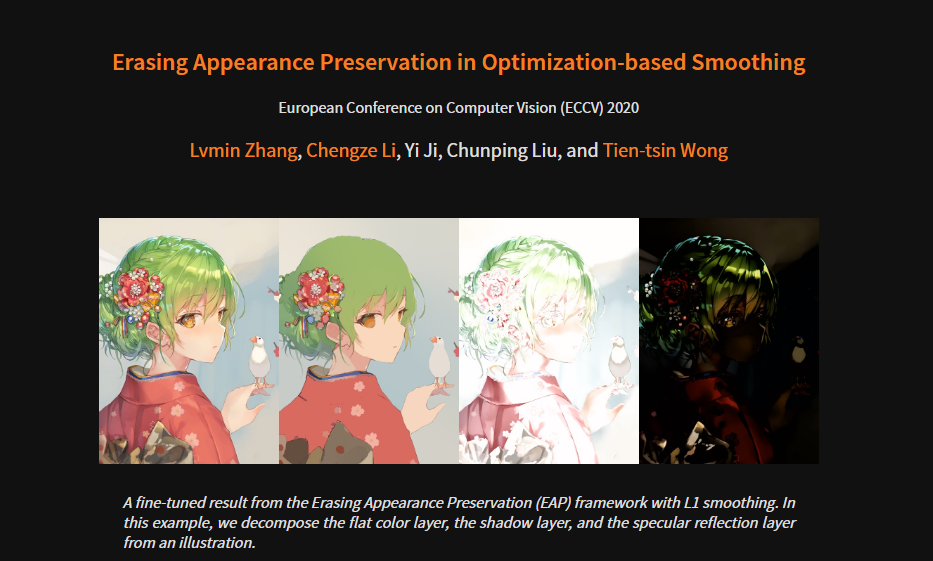 Erasing Appearance Preservation in Optimization-based Smoothing
European Conference on Computer Vision (ECCV) 2020
Lvmin Zhang, Chengze Li, Yi Ji, Chunping Liu, and Tien-tsin Wong
A fine-tuned result from the Erasing Appearance Preservation (EAP) framework with L1 smoothing. In
this example, we decompose the flat color layer, the shadow layer, and the specular reflection layer
from an illustration.